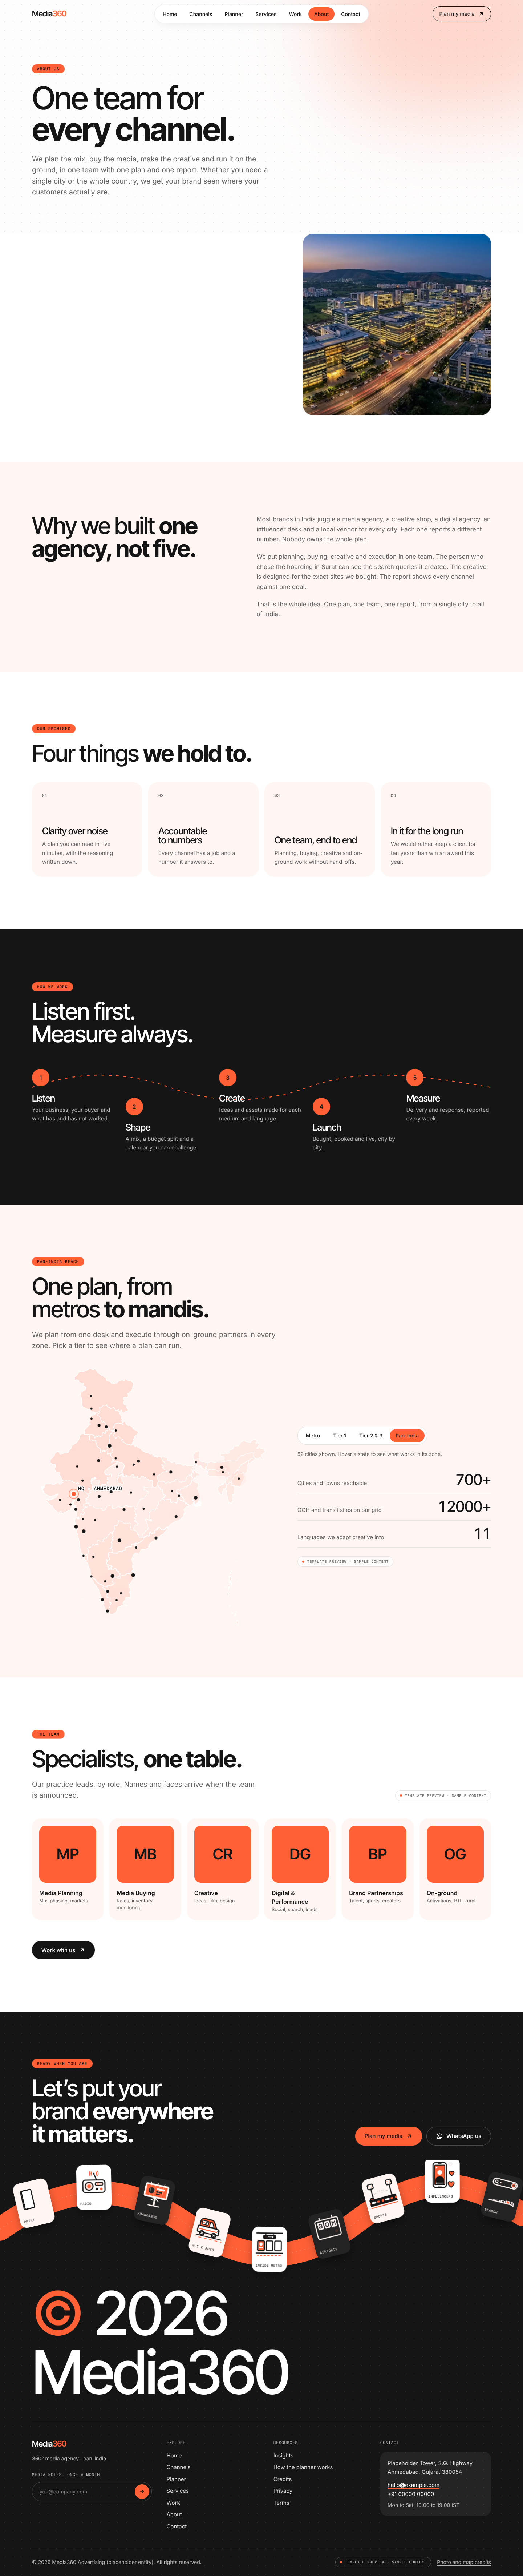 Media360
Home
Channels
Planner
Services
Work
About
Contact
Plan my media
ABOUT US
One team for
every channel.
We plan the mix, buy the media, make the creative and run it on the
ground, in one team with one plan and one report. Whether you need a
single city or the whole country, we get your brand seen where your
customers actually are.
Why we built one
agency, not five.
Most brands in India juggle a media agency, a creative shop, a digital agency, an
influencer desk and a local vendor for every city. Each one reports a different
number. Nobody owns the whole plan.
We put planning, buying, creative and execution in one team. The person who
chose the hoarding in Surat can see the search queries it created. The creative
is designed for the exact sites we bought. The report shows every channel
against one goal.
That is the whole idea. One plan, one team, one report, from a single city to all
of India.
OUR PROMISES
Four things we hold to.
01
Clarity over noise
A plan you can read in five
minutes, with the reasoning
written down.
02
Accountable
to numbers
Every channel has a job and a
number it answers to.
03
One team, end to end
Planning, buying, creative and on-
ground work without hand-offs.
04
In it for the long run
We would rather keep a client for
ten years than win an award this
year.
HOW WE WORK
Listen first.
Measure always.
1
Listen
Your business, your buyer and
what has and has not worked.
2
Shape
A mix, a budget split and a
calendar you can challenge.
3
Create
Ideas and assets made for each
medium and language.
4
Launch
Bought, booked and live, city by
city.
5
Measure
Delivery and response, reported
every week.
PAN-INDIA REACH
One plan, from
metros to mandis.
We plan from one desk and execute through on-ground partners in every
zone. Pick a tier to see where a plan can run.
HQ · AHMEDABAD
Metro
Tier 1
Tier 2 & 3
Pan-India
52 cities shown. Hover a state to see what works in its zone.
Cities and towns reachable
700+
OOH and transit sites on our grid
12000+
Languages we adapt creative into
11
TEMPLATE PREVIEW · SAMPLE CONTENT
THE TEAM
Specialists, one table.
Our practice leads, by role. Names and faces arrive when the team
is announced.
TEMPLATE PREVIEW · SAMPLE CONTENT
MP
Media Planning
Mix, phasing, markets
MB
Media Buying
Rates, inventory,
monitoring
CR
Creative
Ideas, film, design
DG
Digital &
Performance
Social, search, leads
BP
Brand Partnerships
Talent, sports, creators
OG
On-ground
Activations, BTL, rural
Work with us
READY WHEN YOU ARE
Let's put your
brand everywhere
it matters.
Plan my media
WhatsApp us
PRINT
RADIO
HOARDINGS
BUS & AUTO
INSIDE METRO
AIRPORTS
SPORTS
INFLUENCERS
SEARCH
© 2026
Media360
Media360
360° media agency · pan-India
MEDIA NOTES, ONCE A MONTH
you@company.com
EXPLORE
Home
Channels
Planner
Services
Work
About
Contact
RESOURCES
Insights
How the planner works
Credits
Privacy
Terms
CONTACT
Placeholder Tower, S.G. Highway
Ahmedabad, Gujarat 380054
hello@example.com
+91 00000 00000
Mon to Sat, 10:00 to 19:00 IST
© 2026 Media360 Advertising (placeholder entity). All rights reserved.
TEMPLATE PREVIEW · SAMPLE CONTENT
Photo and map credits